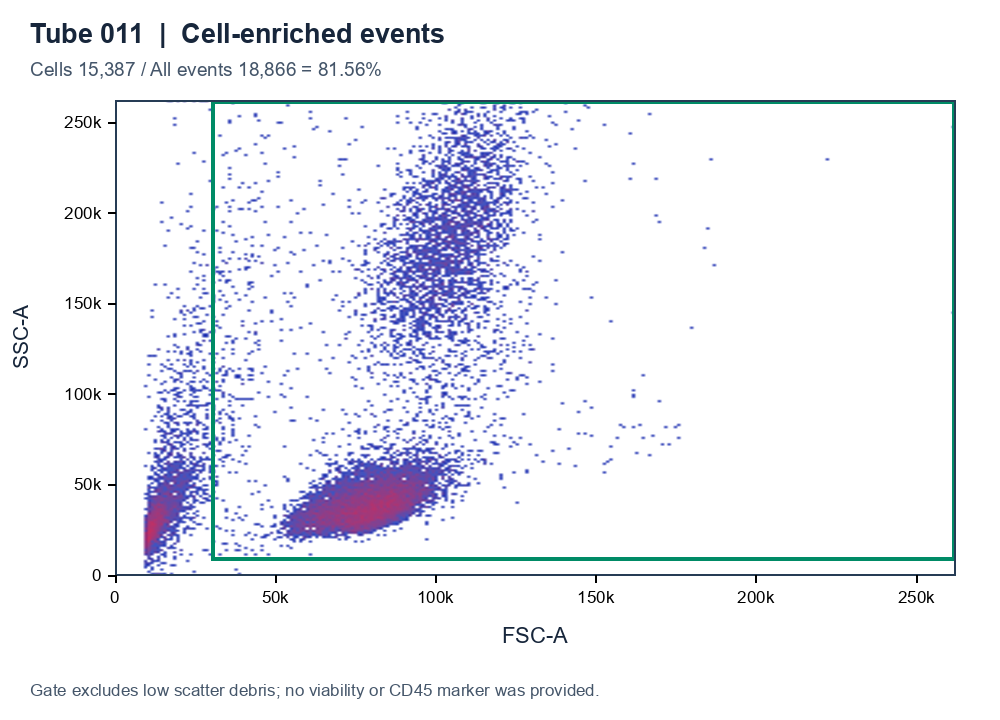 Tube 011 | Cell-enriched events
Cells 15,387 / All events 18,866 = 81.56%
250k
200k
150k
100k
50k
0
SSC-A
0 50k 100k 150k 200k 250k
FSC-A
Gate excludes low scatter debris; no viability or CD45 marker was provided.